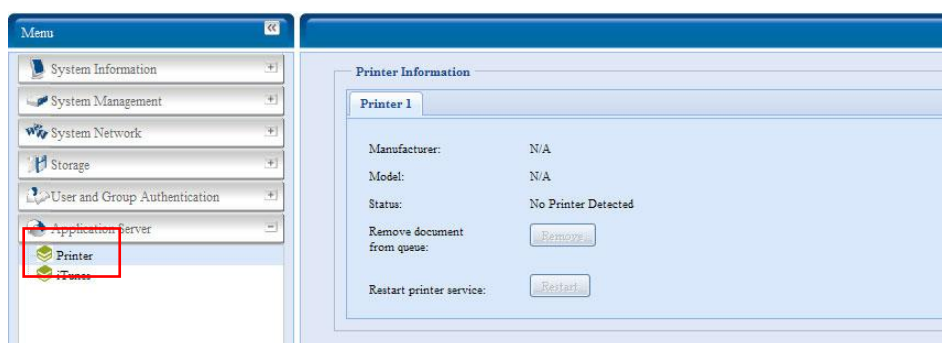 Menu
System Information
System Management
System Network
Storage
User and Group Authentication
Application Server
Printer
iTunes
Printer Information
Printer 1
Manufacturer: N/A
Model: N/A
Status: No Printer Detected
Remove document
from queue:
Remove
Restart printer service: Restart